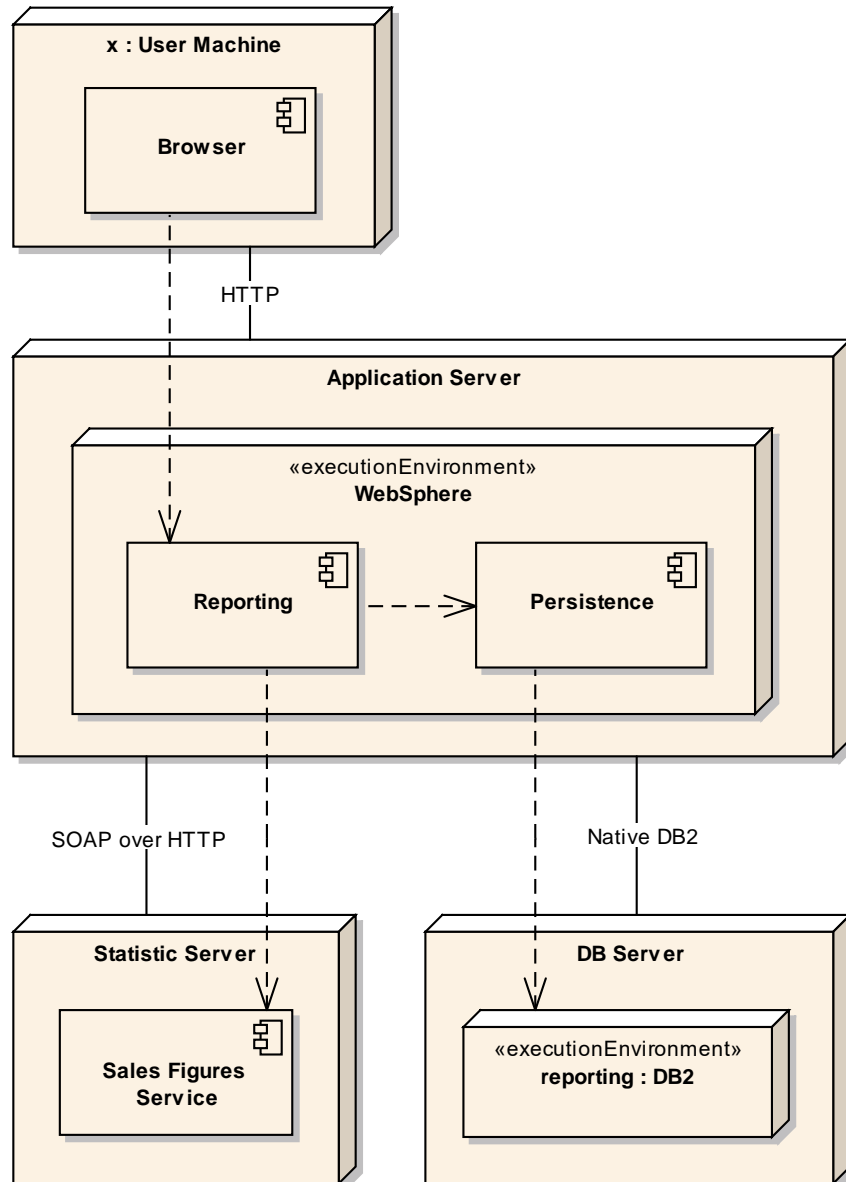 x : User Machine
Browser
HTTP
Application Server
«executionEnvironment»
WebSphere
Reporting
Persistence
SOAP over HTTP
Native DB2
Statistic Server
DB Server
Sales Figures
Service
«executionEnvironment»
reporting : DB2